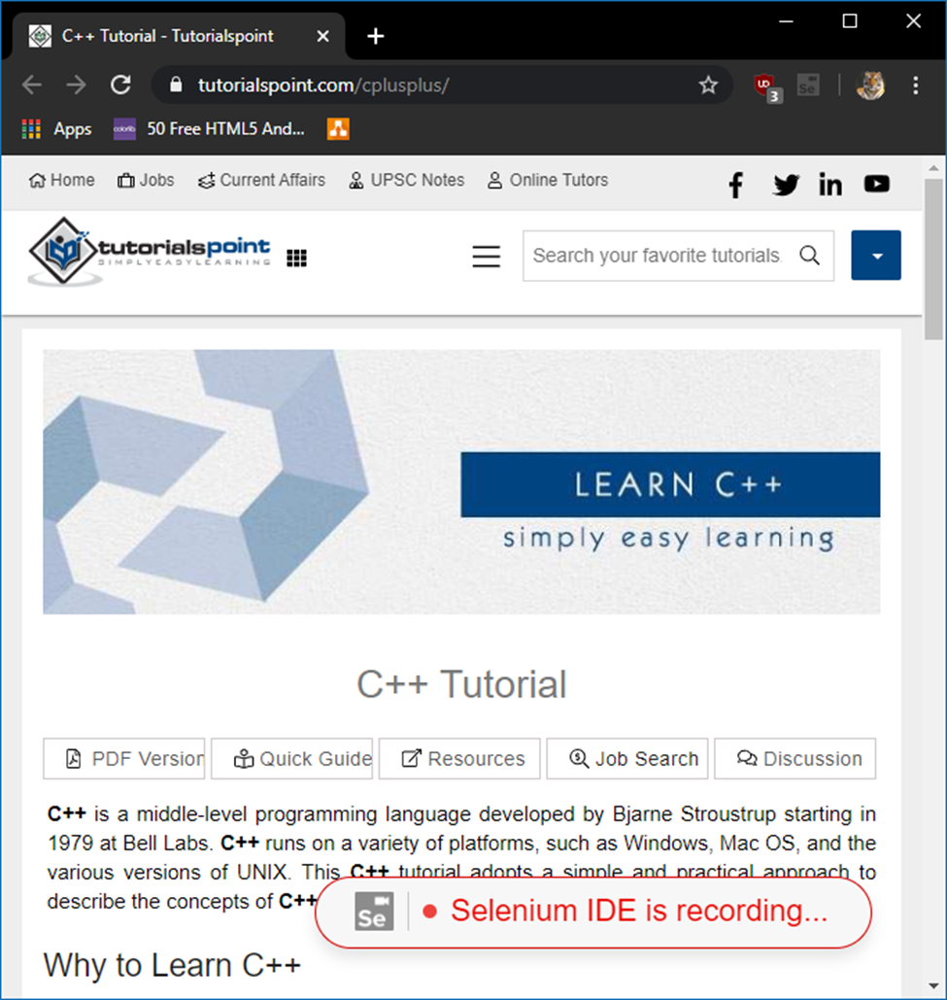 C++ Tutorial - Tutorialspoint
tutorialspoint.com/cplusplus/
UD
3
Se
Apps
colorlib
50 Free HTML5 And...
Home
Jobs
Current Affairs
UPSC Notes
Online Tutors
tutorialspoint
SIMPLYEASYLEARNING
Search your favorite tutorials
LEARN C++
simply easy learning
C++ Tutorial
PDF Version
Quick Guide
Resources
Job Search
Discussion
C++ is a middle-level programming language developed by Bjarne Stroustrup starting in
1979 at Bell Labs. C++ runs on a variety of platforms, such as Windows, Mac OS, and the
various versions of UNIX. This C++ tutorial adopts a simple and practical approach to
describe the concepts of C++
Se
Selenium IDE is recording...
Why to Learn C++